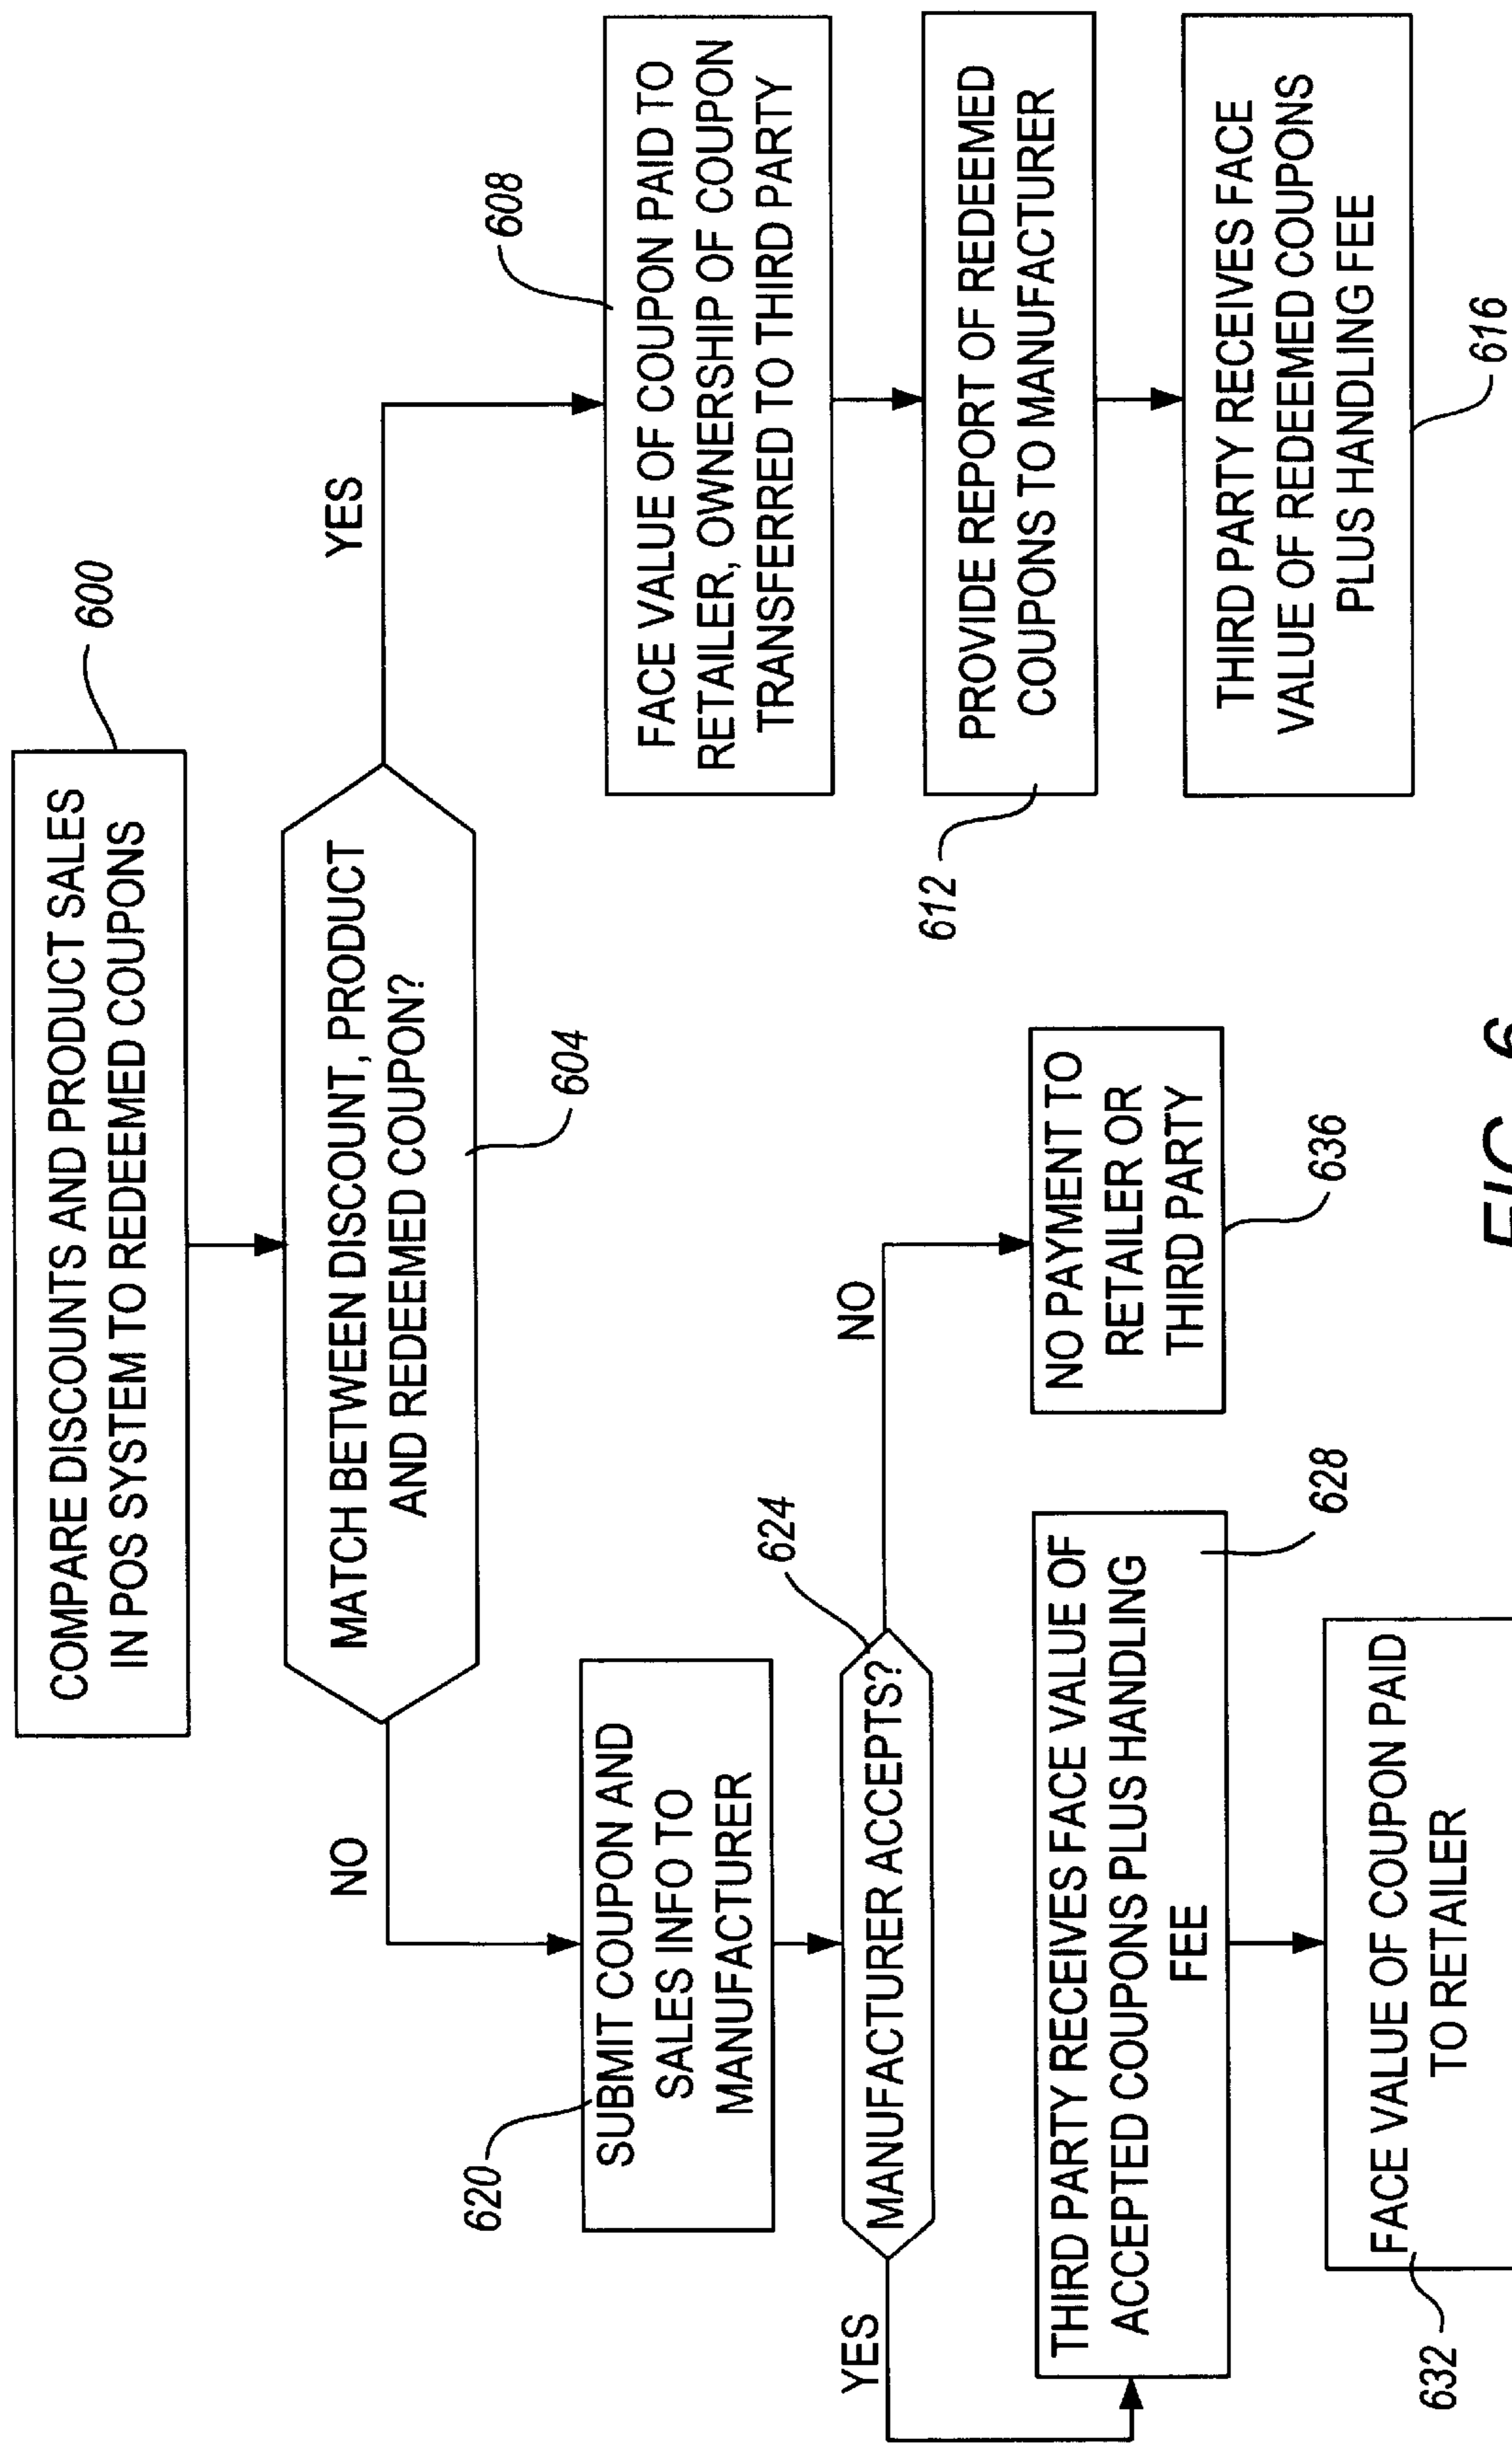 COMPARE DISCOUNTS AND PRODUCT SALES
IN POS SYSTEM TO REDEEMED COUPONS
600
MATCH BETWEEN DISCOUNT, PRODUCT
AND REDEEMED COUPON?
604
NO
YES
620
SUBMIT COUPON AND
SALES INFO TO
MANUFACTURER
608
FACE VALUE OF COUPON PAID TO
RETAILER, OWNERSHIP OF COUPON
TRANSFERRED TO THIRD PARTY
624
MANUFACTURER ACCEPTS?
YES
NO
612
PROVIDE REPORT OF REDEEMED
COUPONS TO MANUFACTURER
THIRD PARTY RECEIVES FACE VALUE OF
ACCEPTED COUPONS PLUS HANDLING
FEE
628
NO PAYMENT TO
RETAILER OR
THIRD PARTY
636
THIRD PARTY RECEIVES FACE
VALUE OF REDEEMED COUPONS
PLUS HANDLING FEE
616
632
FACE VALUE OF COUPON PAID
TO RETAILER
FIG. 6